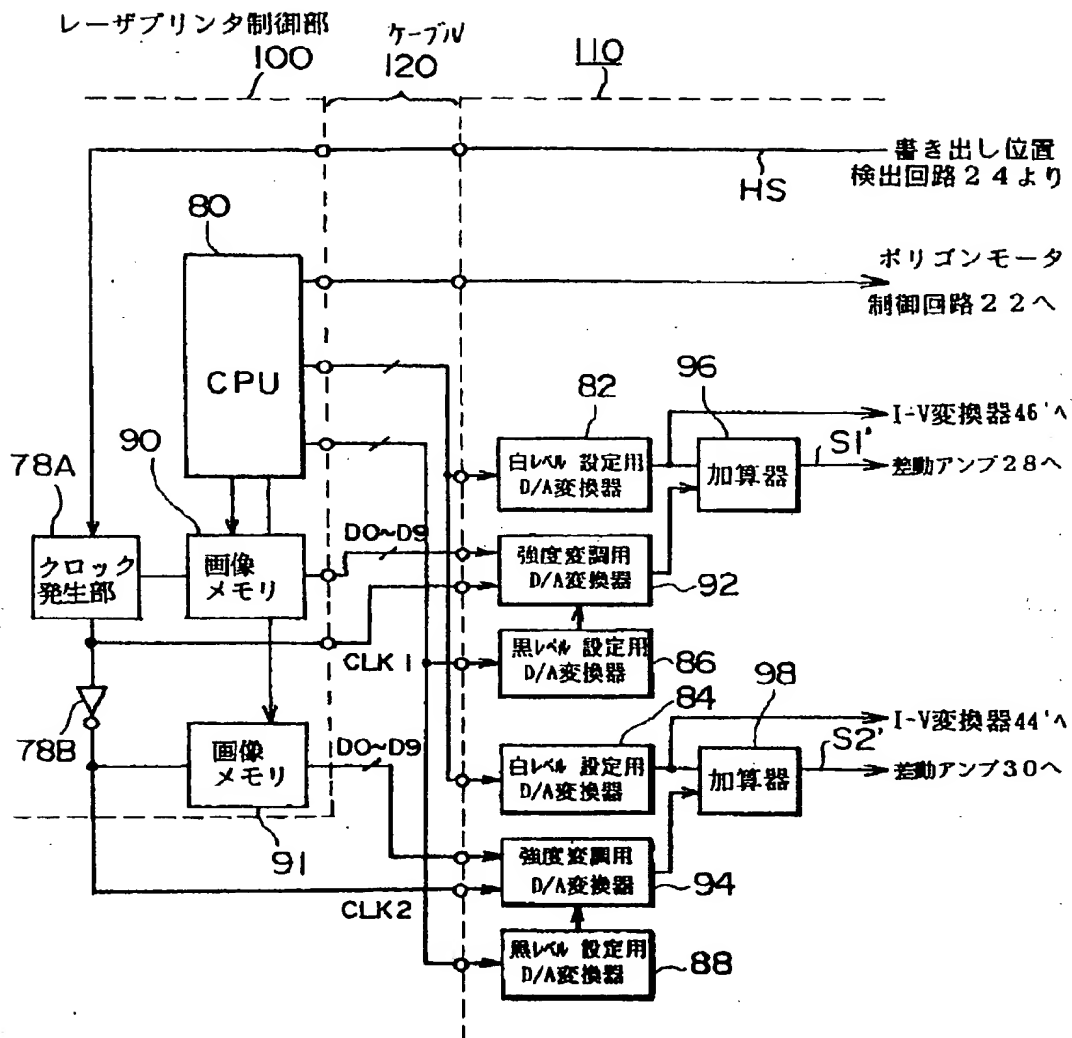 レーザプリンタ制御部
100
ケーブル
120
110
書き出し位置
検出回路24より
HS
80
CPU
ポリゴンモータ
制御回路22へ
82
96
I-V変換器46'へ
白レベル 設定用
D/A変換器
加算器
S1'
差動アンプ28へ
78A
90
クロック
発生部
画像
メモリ
D0~D9
強度変調用
D/A変換器
92
CLK1
黒レベル 設定用
D/A変換器
86
84
98
I-V変換器44'へ
78B
画像
メモリ
D0~D9
白レベル 設定用
D/A変換器
加算器
S2'
差動アンプ30へ
91
強度変調用
D/A変換器
94
CLK2
黒レベル 設定用
D/A変換器
88